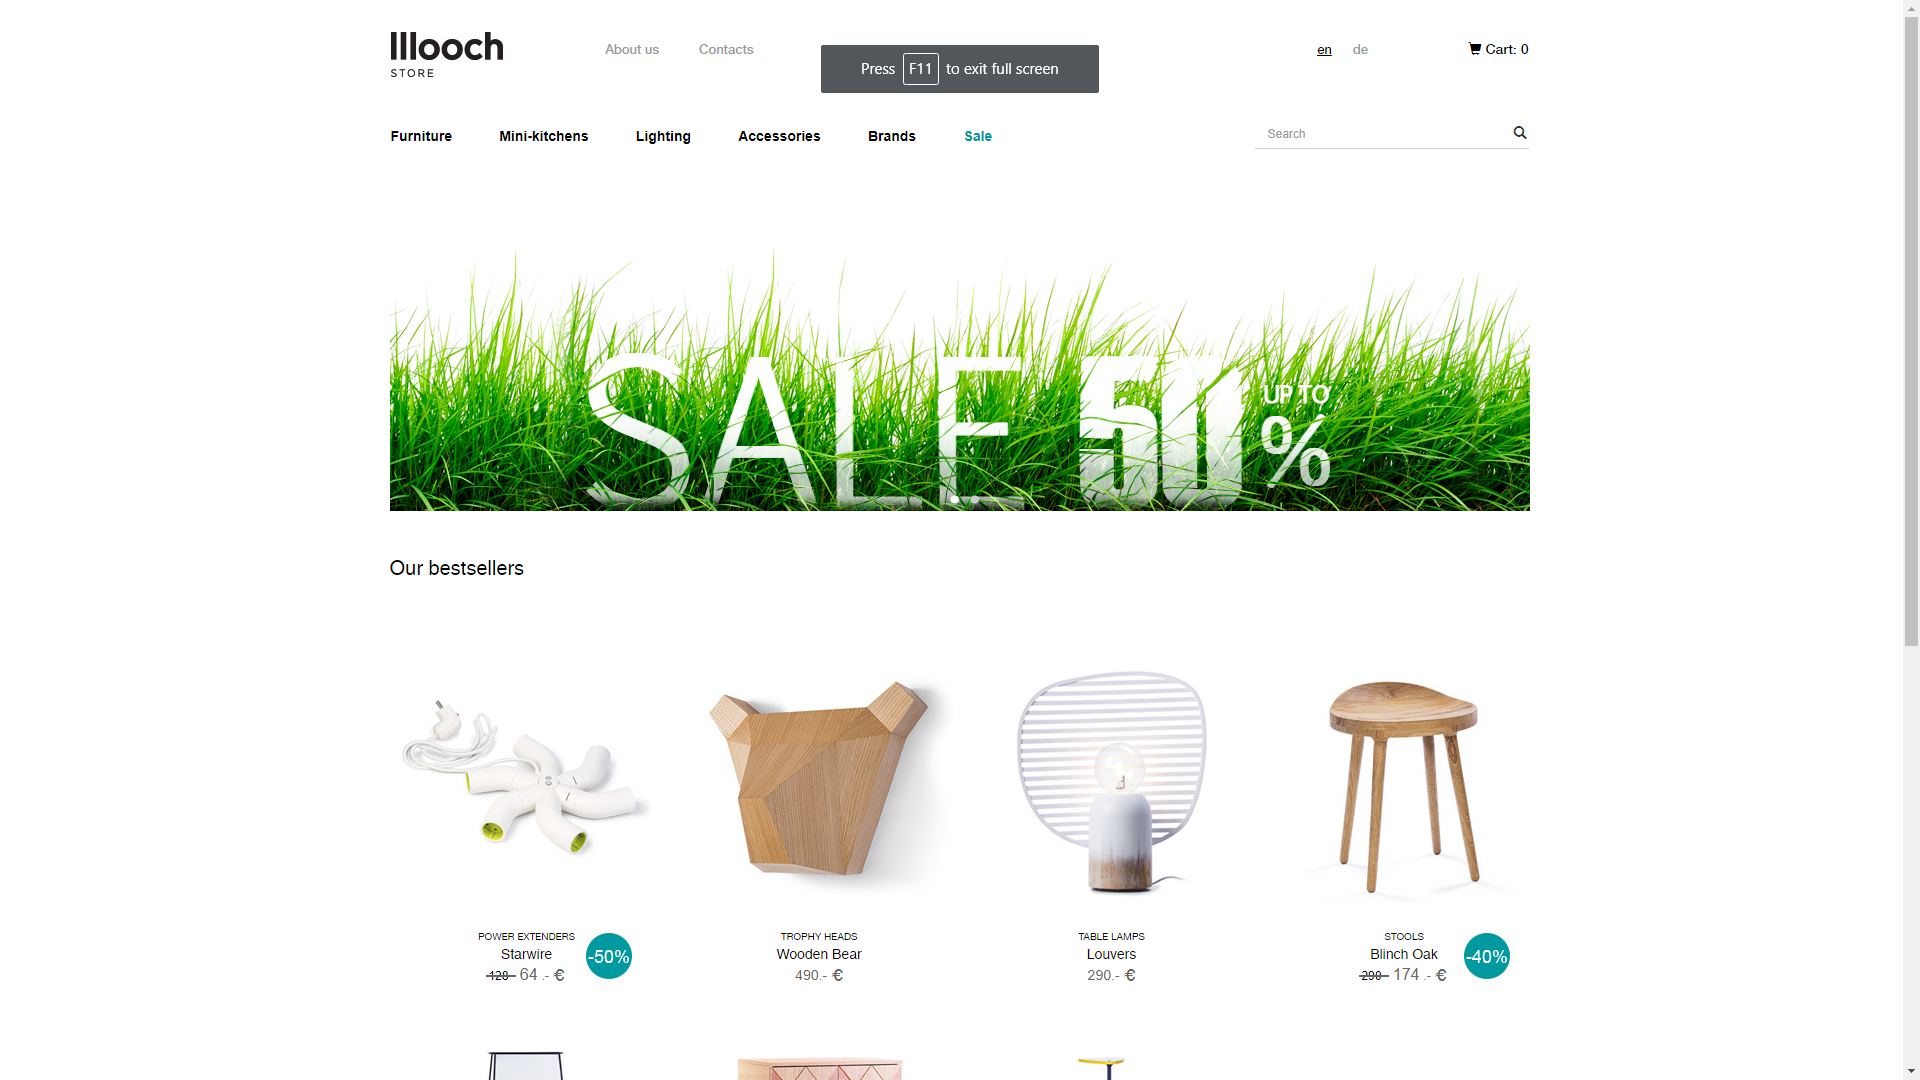 lllooch
STORE
About us
Contacts
Press F11 to exit full screen
en
de
Cart: 0
Furniture
Mini-kitchens
Lighting
Accessories
Brands
Sale
Search
SALE 50
UP TO
%
Our bestsellers
POWER EXTENDERS
Starwire
128.- 64 .- €
-50%
TROPHY HEADS
Wooden Bear
490.- €
TABLE LAMPS
Louvers
290.- €
STOOLS
Blinch Oak
290.- 174 .- €
-40%